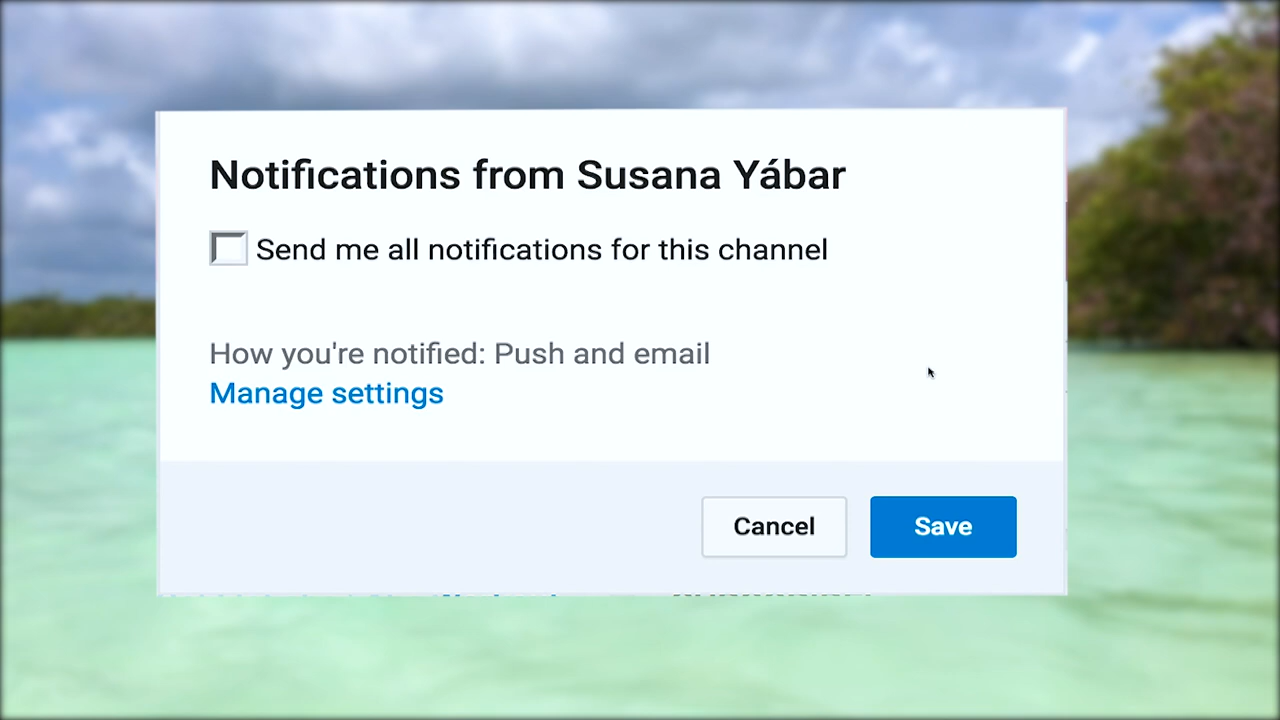 Notifications from Susana Yábar
Send me all notifications for this channel
How you're notified: Push and email
Manage settings
Cancel
Save